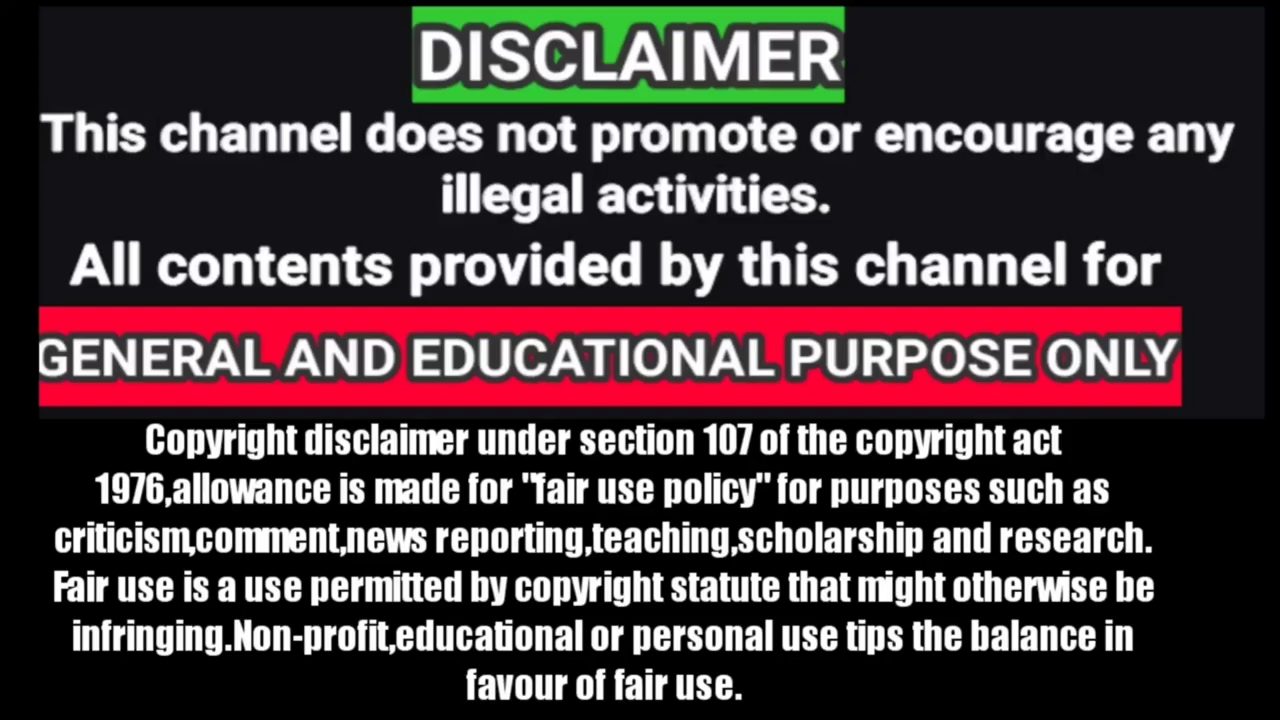 DISCLAIMER
This channel does not promote or encourage any
illegal activities.
All contents provided by this channel for
GENERAL AND EDUCATIONAL PURPOSE ONLY
Copyright disclaimer under section 107 of the copyright act
1976,allowance is made for "fair use policy" for purposes such as
criticism,comment,news reporting,teaching,scholarship and research.
Fair use is a use permitted by copyright statute that might otherwise be
infringing.Non-profit,educational or personal use tips the balance in
favour of fair use.